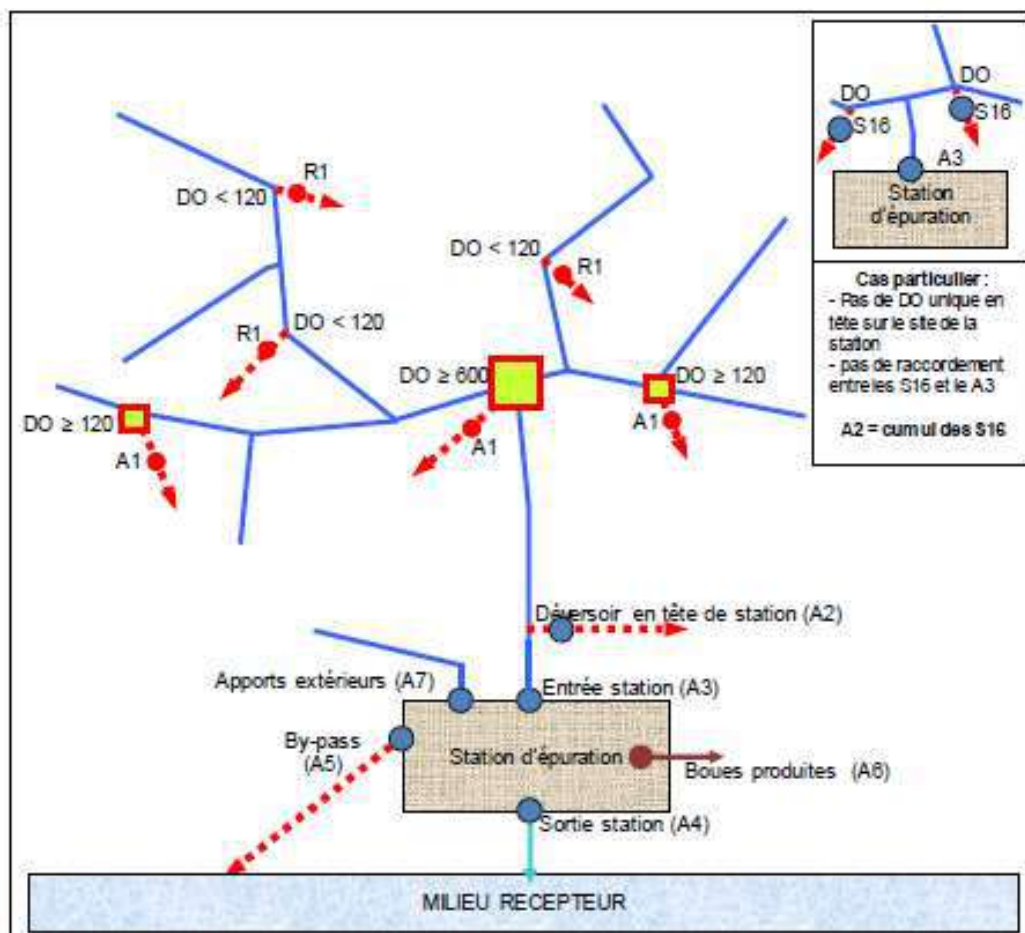 DO
DO
S16
S16
A3
Station
d'épuration
Cas particulier :
- Pas de DO unique en
tête sur le site de la
station
- pas de raccordement
entre les S16 et le A3
A2 = cumul des S16
R1
DO < 120
DO < 120
R1
R1
DO < 120
DO ≥ 600
DO ≥ 120
DO ≥ 120
A1
A1
A1
Déversoir en tête de station (A2)
Apports extérieurs (A7)
Entrée station (A3)
By-pass
(A5)
Station d'épuration
Boues produites (A6)
Sortie station (A4)
MILIEU RECEPTEUR